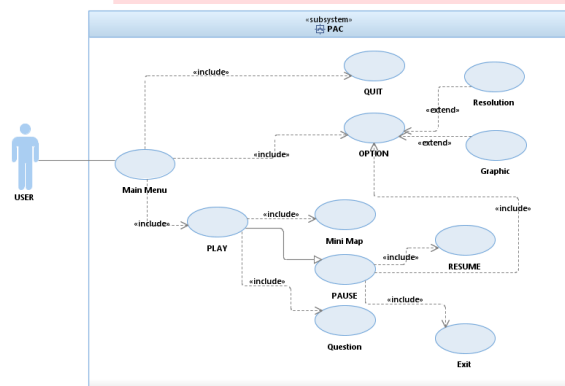 «subsystem»
PAC
«include»
QUIT
Resolution
«extend»
«include»
OPTION
«extend»
Graphic
USER
Main Menu
«include»
PLAY
«include»
Mini Map
«include»
PAUSE
«include»
RESUME
«include»
«include»
Question
Exit